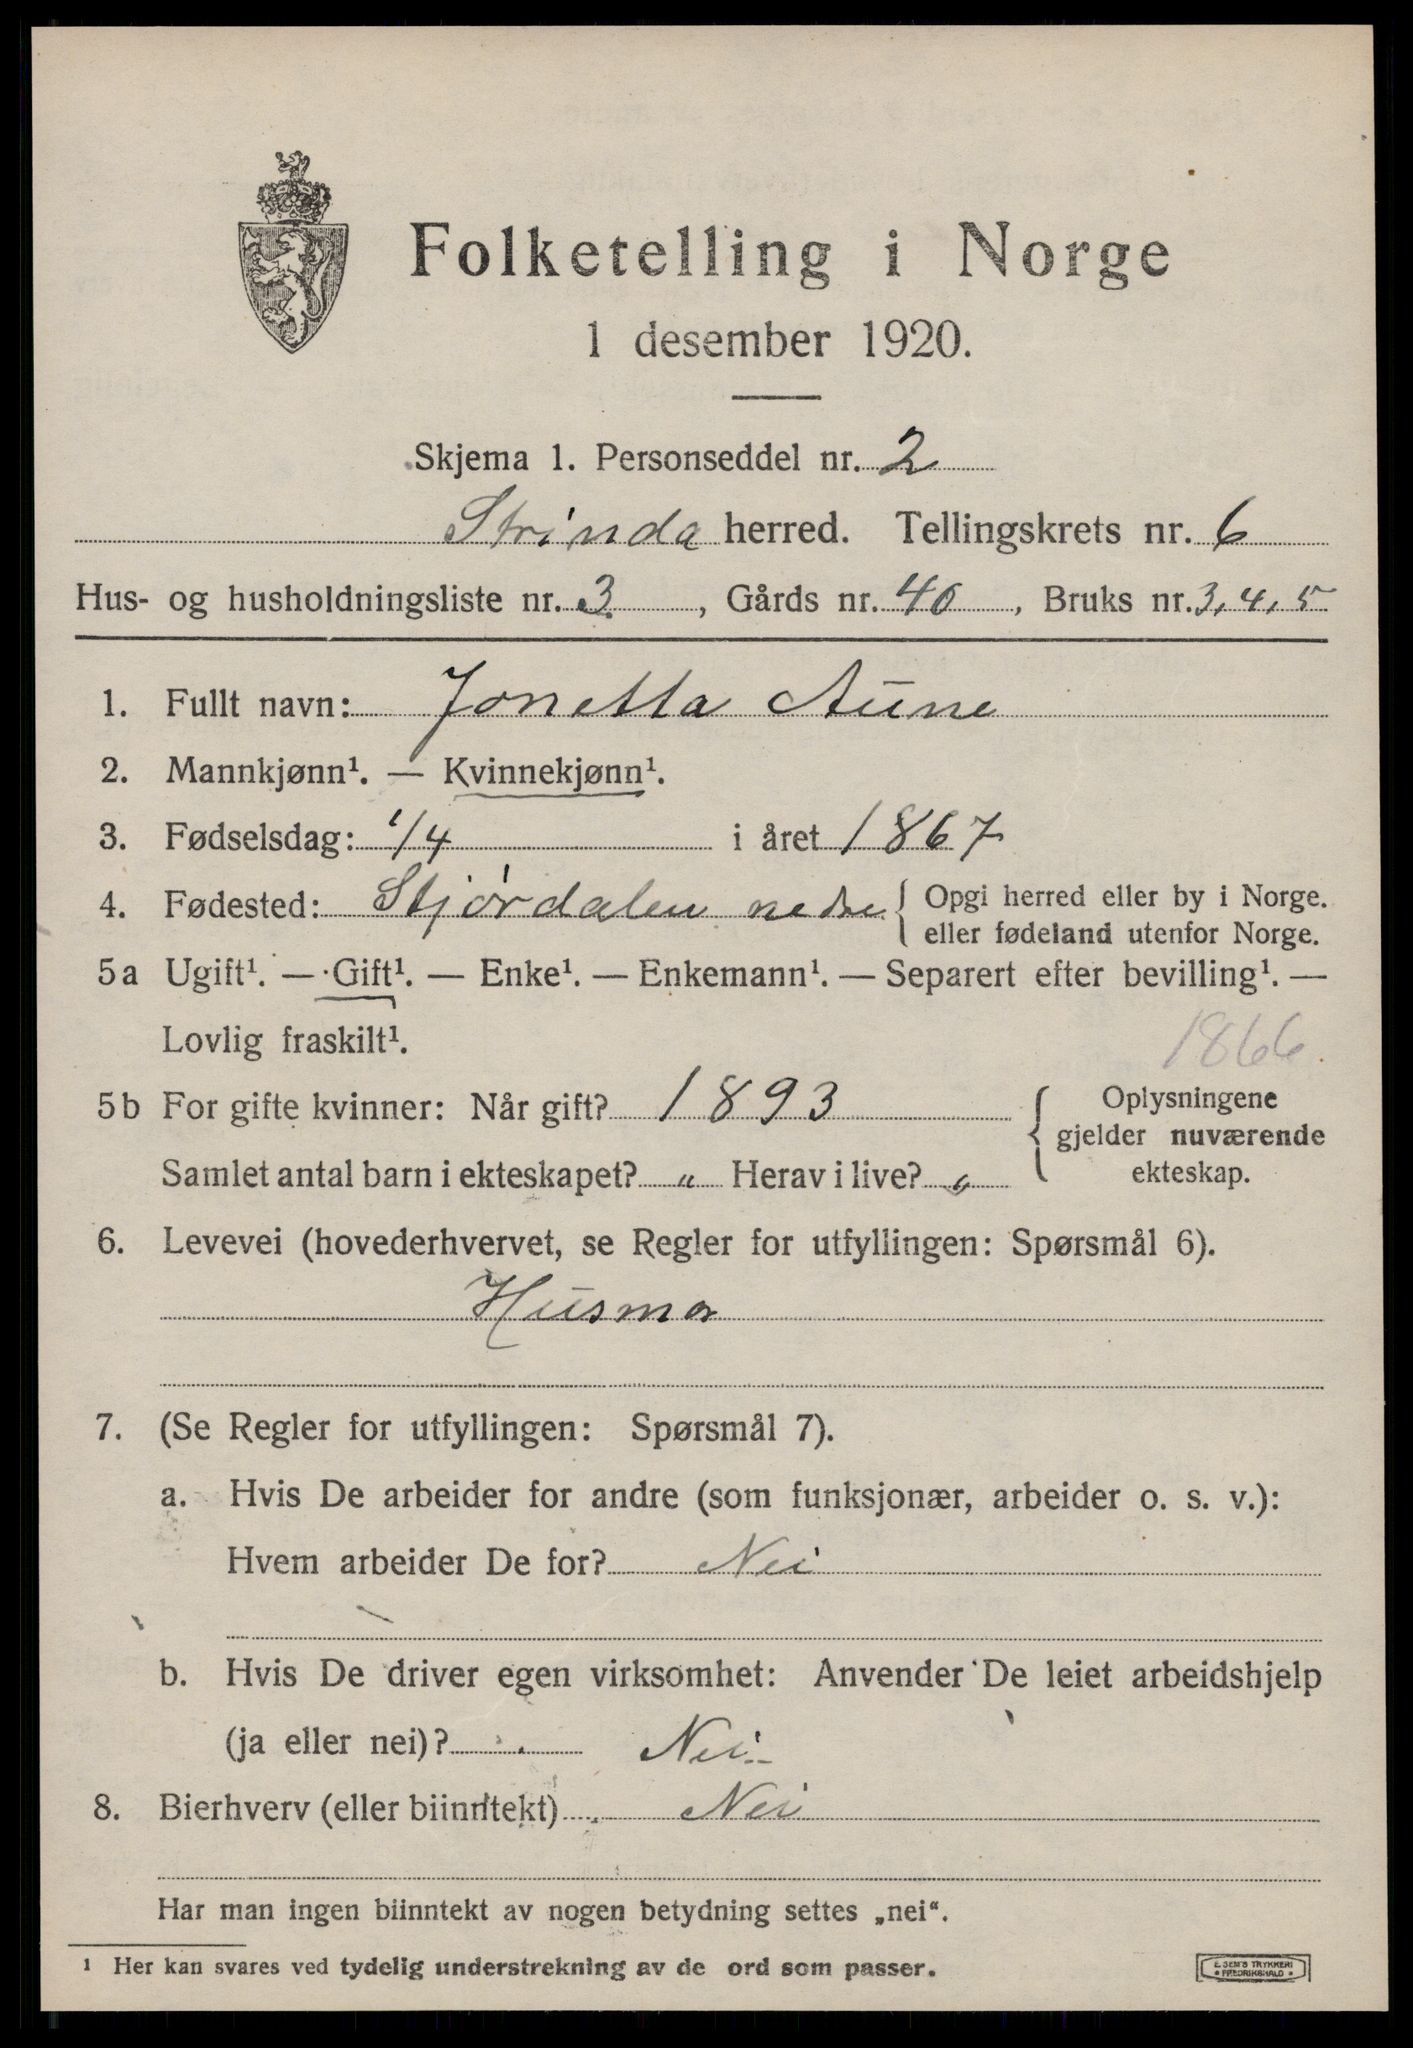 Folketelling i Norge
1 desember 1920.
Skjema 1. Personseddel nr. 2
Strinda herred. Tellingskrets nr. 6
Hus- og husholdningsliste nr. 3, Gårds nr. 40, Bruks nr. 3, 4, 5
1. Fullt navn: Jonetta Aune
2. Mannkjønn¹. — Kvinnekjønn¹.
3. Fødselsdag: 1/4 i året 1867
4. Fødested: Stjørdalen nedre { Opgi herred eller by i Norge.
eller fødeland utenfor Norge.
5a Ugift¹. — Gift¹. — Enke¹. — Enkemann¹. — Separert efter bevilling¹. —
Lovlig fraskilt¹. 1866.
5b For gifte kvinner: Når gift? 1893 { Oplysningene
gjelder nuværende
Samlet antal barn i ekteskapet? " Herav i live? "
ekteskap.
6. Levevei (hovederhvervet, se Regler for utfyllingen: Spørsmål 6).
Husmor
7. (Se Regler for utfyllingen: Spørsmål 7).
a. Hvis De arbeider for andre (som funksjonær, arbeider o. s. v.):
Hvem arbeider De for? Nei
b. Hvis De driver egen virksomhet: Anvender De leiet arbeidshjelp
(ja eller nei)? Nei
8. Bierhverv (eller biinntekt) Nei
Har man ingen biinntekt av nogen betydning settes „nei“.
¹ Her kan svares ved tydelig understrekning av de ord som passer.
E. SEM'S TRYKKERI
• FREDRIKSHALD •